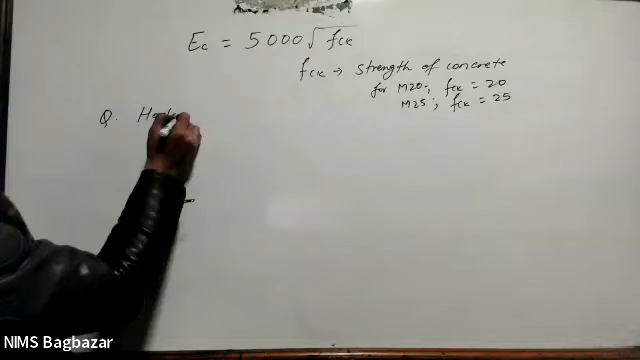 Ec = 5000√fck
fck → strength of concrete
for M20; fck = 20
M25; fck = 25
Q.
NIMS Bagbazar